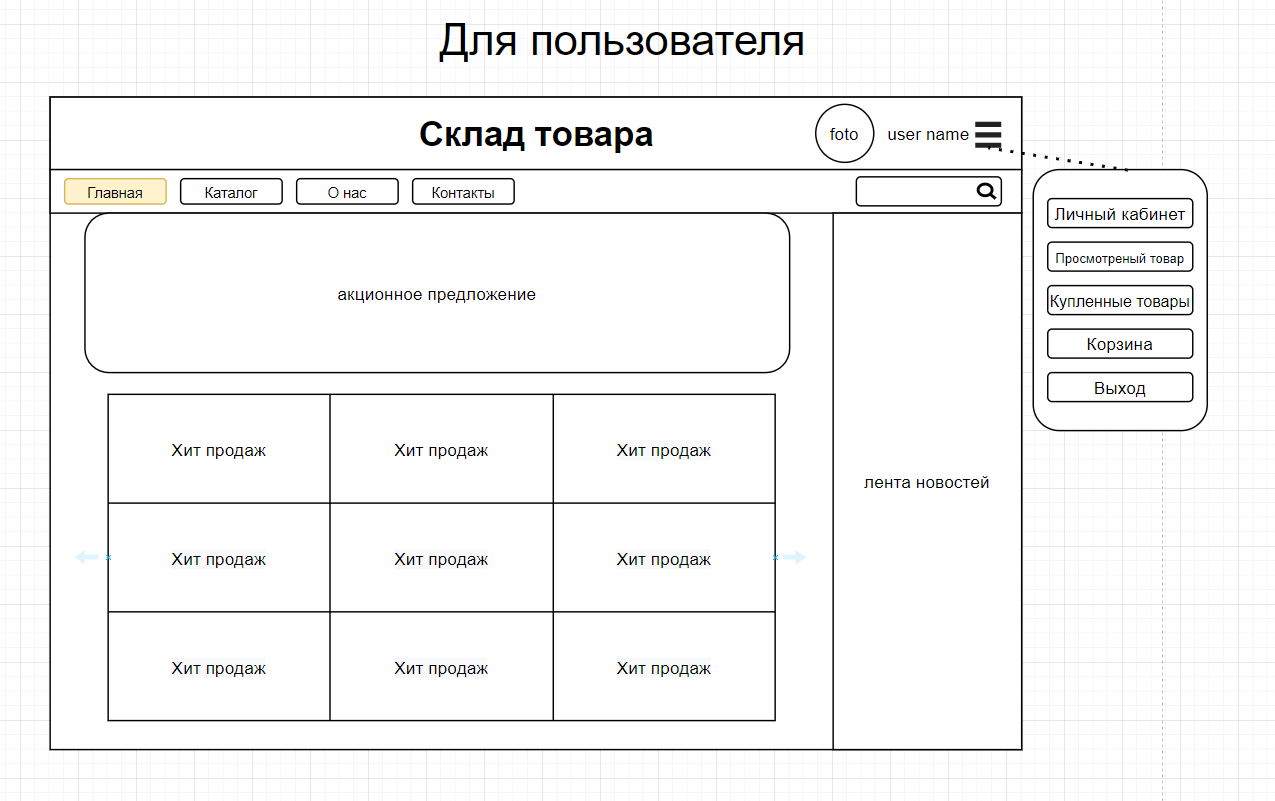 Для пользователя
Склад товара
foto
user name
Главная
Каталог
О нас
Контакты
Личный кабинет
Просмотреный товар
Купленные товары
Корзина
Выход
акционное предложение
Хит продаж
Хит продаж
Хит продаж
лента новостей
Хит продаж
Хит продаж
Хит продаж
Хит продаж
Хит продаж
Хит продаж